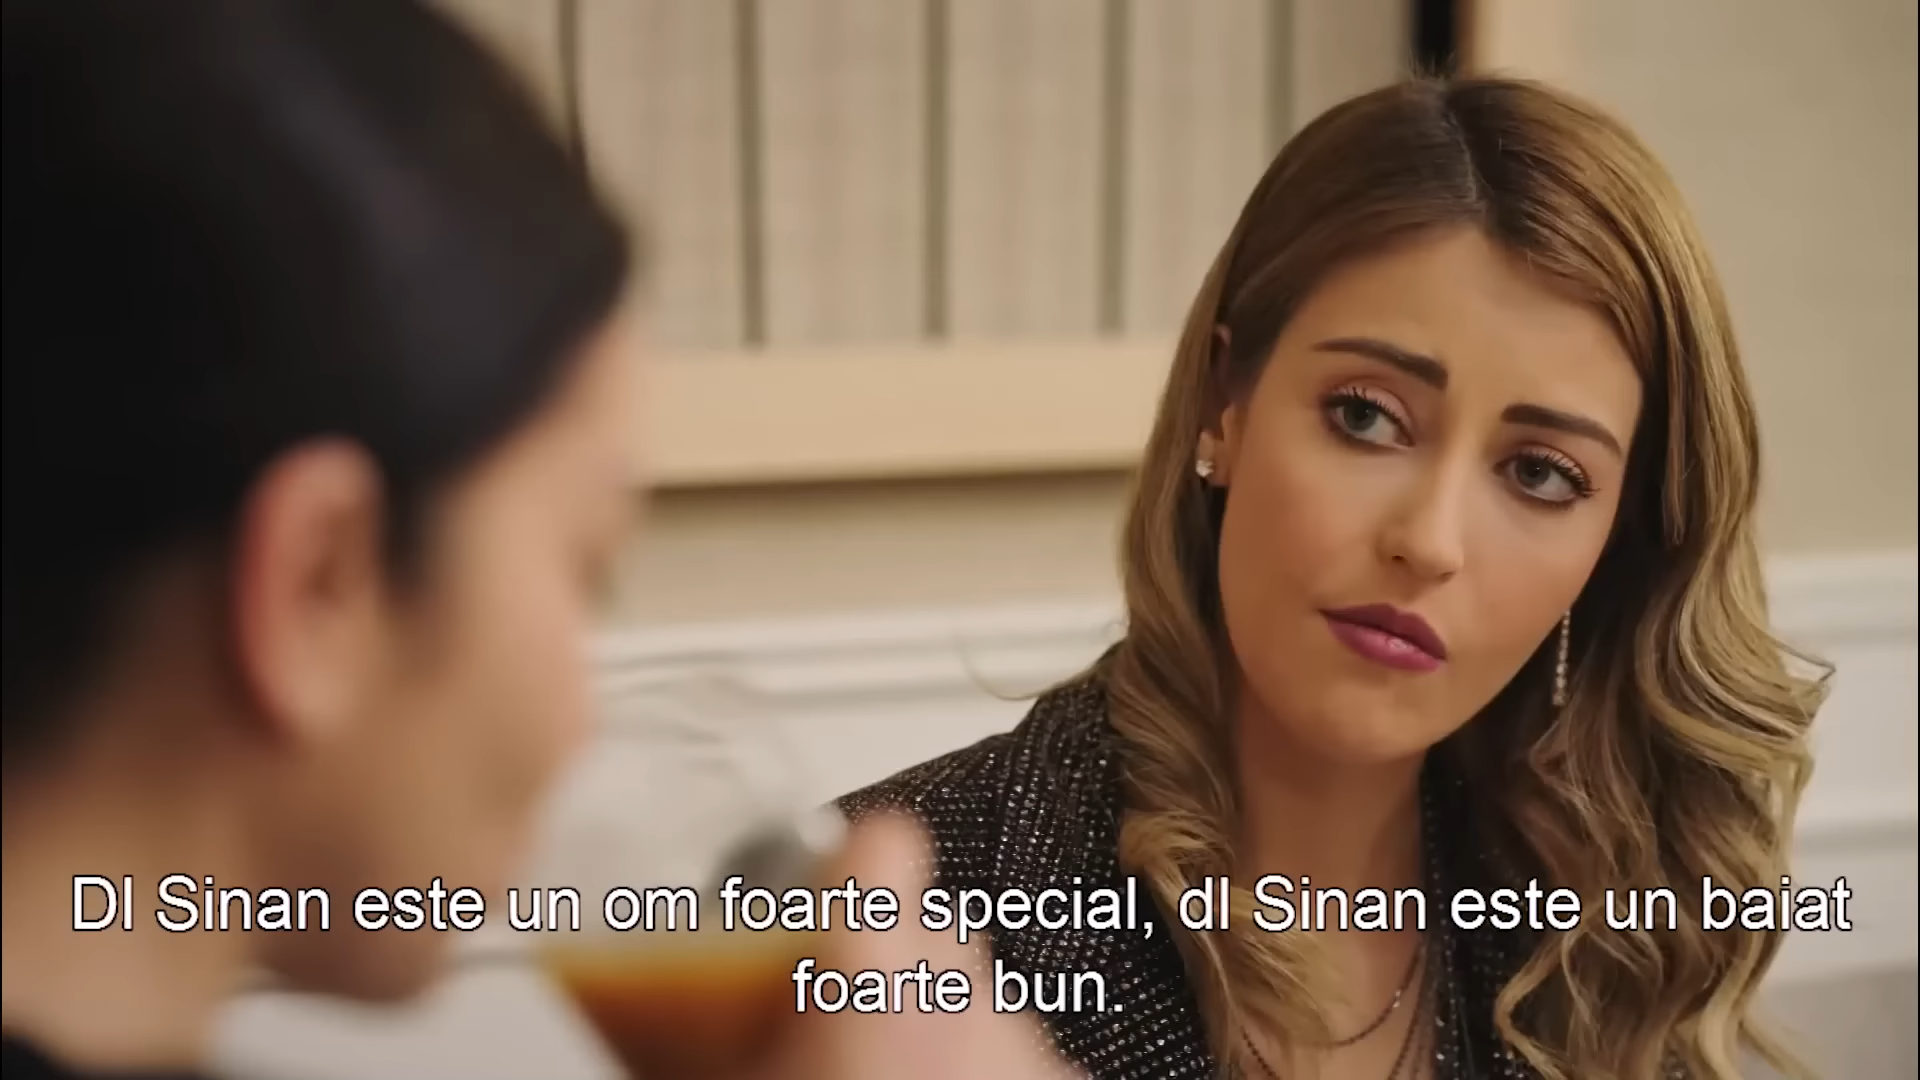 Dl Sinan este un om foarte special, dl Sinan este un baiat
foarte bun.